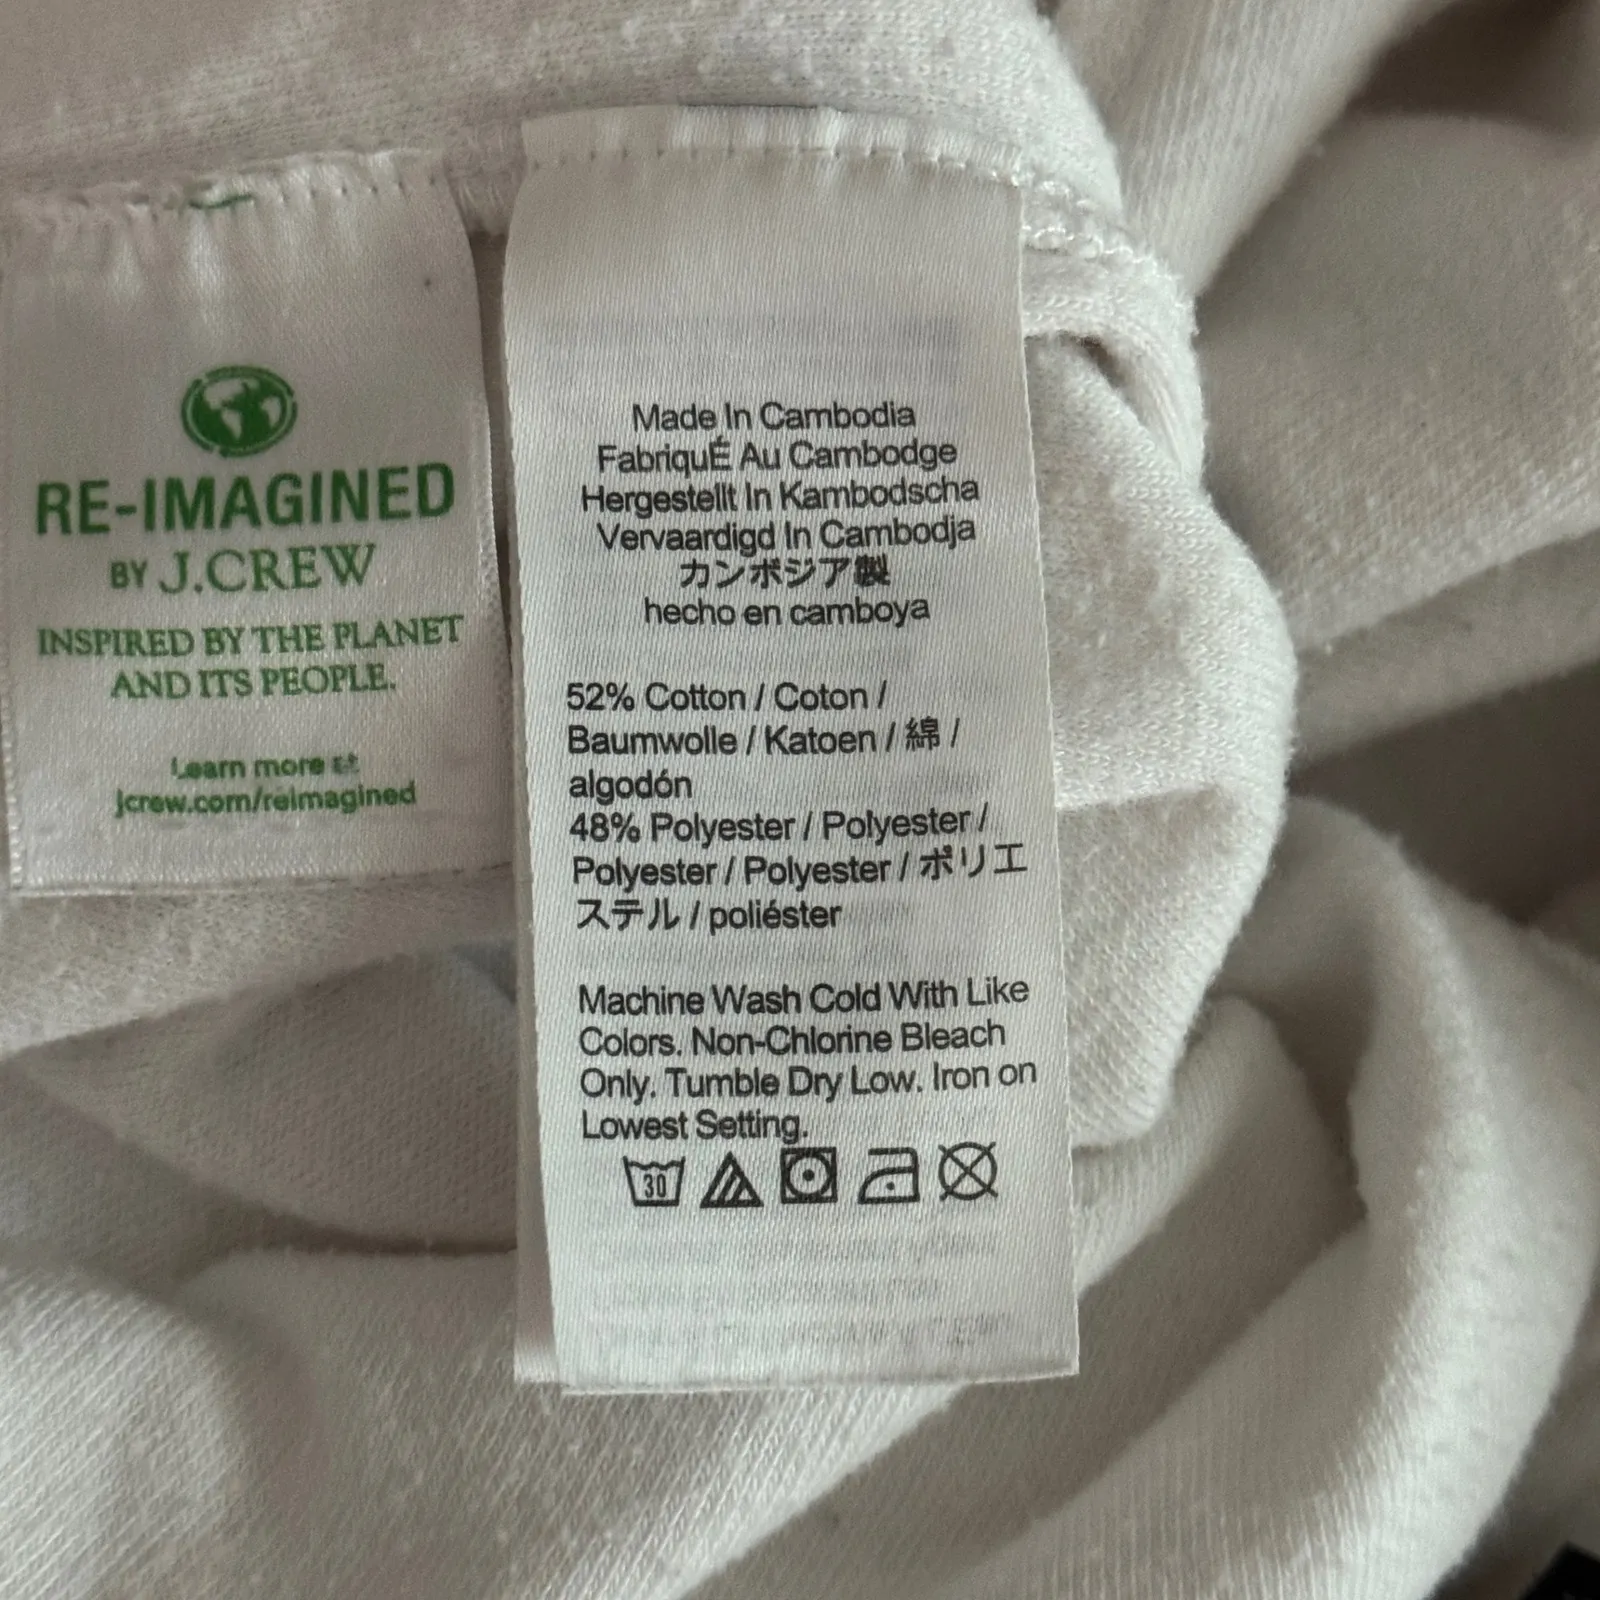 RE-IMAGINED
BY J.CREW
INSPIRED BY THE PLANET
AND ITS PEOPLE.
Learn more at
jcrew.com/reimagined
Made In Cambodia
FabriquÉ Au Cambodge
Hergestellt In Kambodscha
Vervaardigd In Cambodja
カンボジア製
hecho en camboya
52% Cotton / Coton /
Baumwolle / Katoen / 綿 /
algodón
48% Polyester / Polyester /
Polyester / Polyester / ポリエ
ステル / poliéster
Machine Wash Cold With Like
Colors. Non-Chlorine Bleach
Only. Tumble Dry Low. Iron on
Lowest Setting.
30